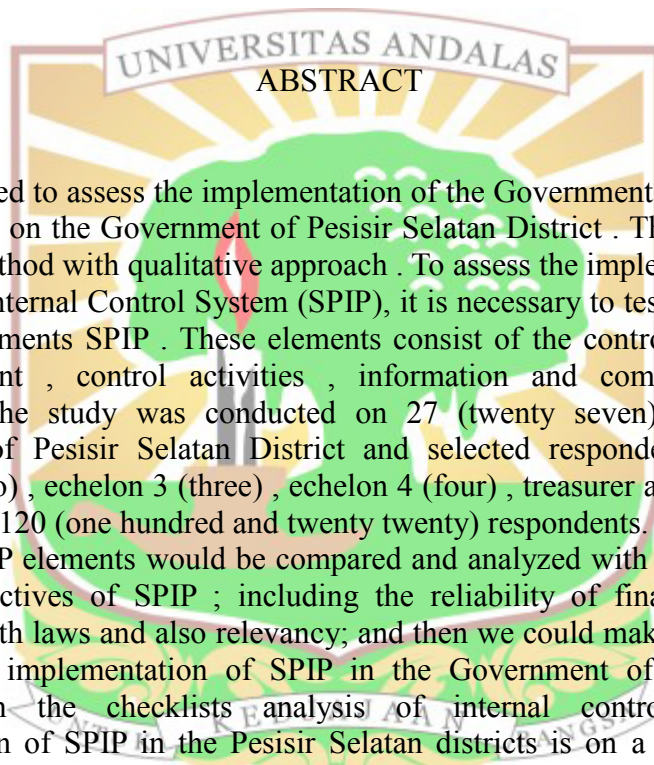 UNIVERSITAS ANDALAS
ABSTRACT
ed to assess the implementation of the Government
on the Government of Pesisir Selatan District . Th
thod with qualitative approach . To assess the imple
nternal Control System (SPIP), it is necessary to tes
ments SPIP . These elements consist of the contro
nt , control activities , information and com
he study was conducted on 27 (twenty seven)
of Pesisir Selatan District and selected responde
o) , echelon 3 (three) , echelon 4 (four) , treasurer a
120 (one hundred and twenty twenty) respondents.
P elements would be compared and analyzed with
ctives of SPIP ; including the reliability of fina
th laws and also relevancy; and then we could mak
implementation of SPIP in the Government of
n the checklists analysis of internal contro
KEDJAJAAN BANGSA
n of SPIP in the Pesisir Selatan districts is on a